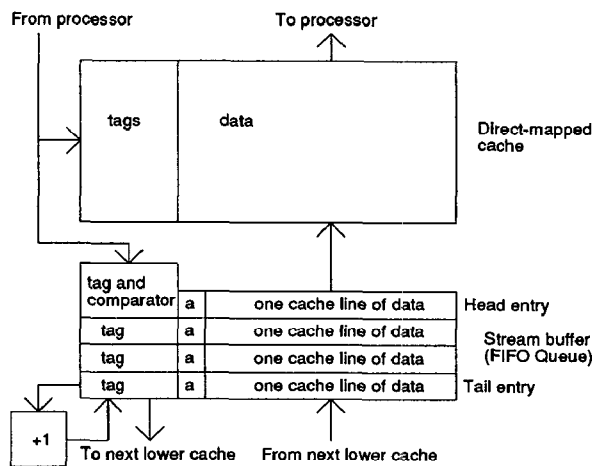 From processor
To processor
tags
data
Direct-mapped
cache
tag and
comparator
a
one cache line of data
Head entry
tag
a
one cache line of data
Stream buffer
(FIFO Queue)
tag
a
one cache line of data
tag
a
one cache line of data
Tail entry
+1
To next lower cache
From next lower cache